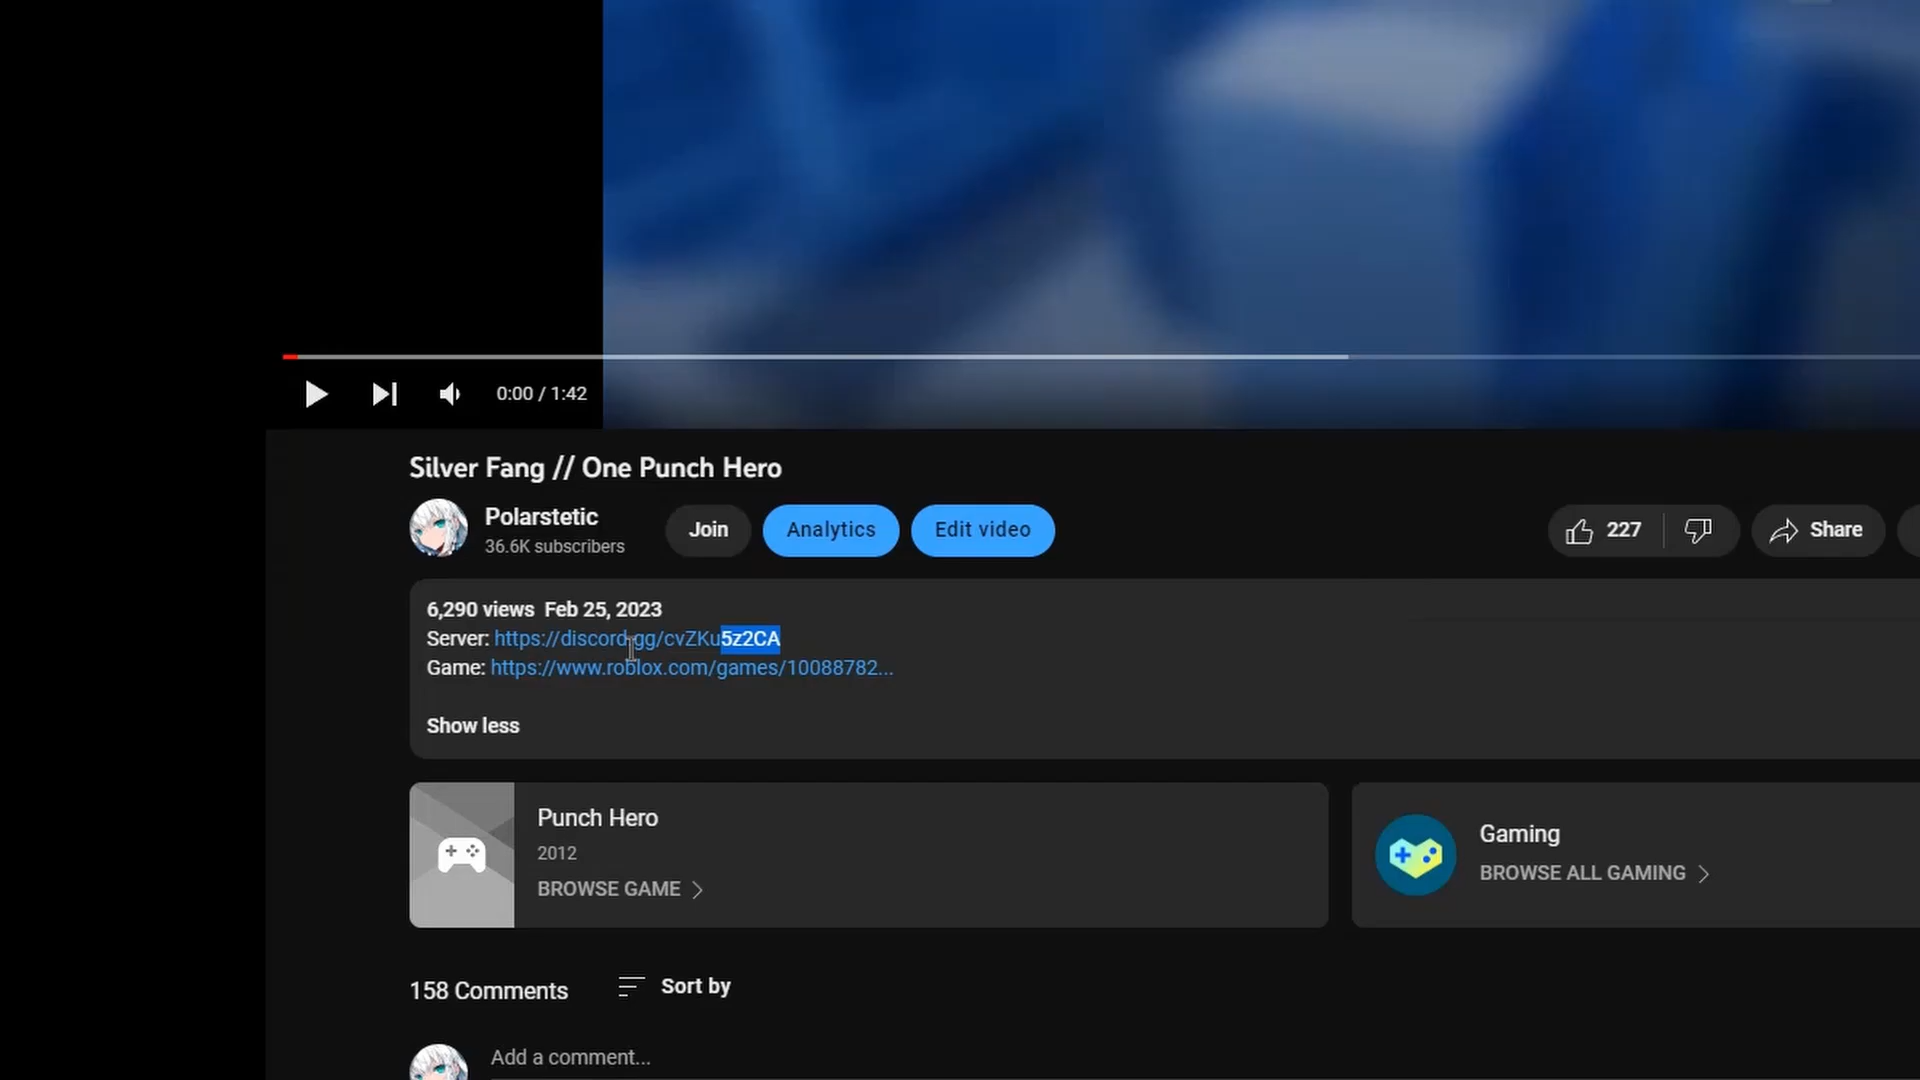 0:00 / 1:42
Silver Fang // One Punch Hero
Polarstetic
36.6K subscribers
Join
Analytics
Edit video
227
Share
6,290 views Feb 25, 2023
Server: https://discord.gg/cvZKu5z2CA
Game: https://www.roblox.com/games/10088782...
Show less
Punch Hero
2012
BROWSE GAME
Gaming
BROWSE ALL GAMING
158 Comments
Sort by
Add a comment...